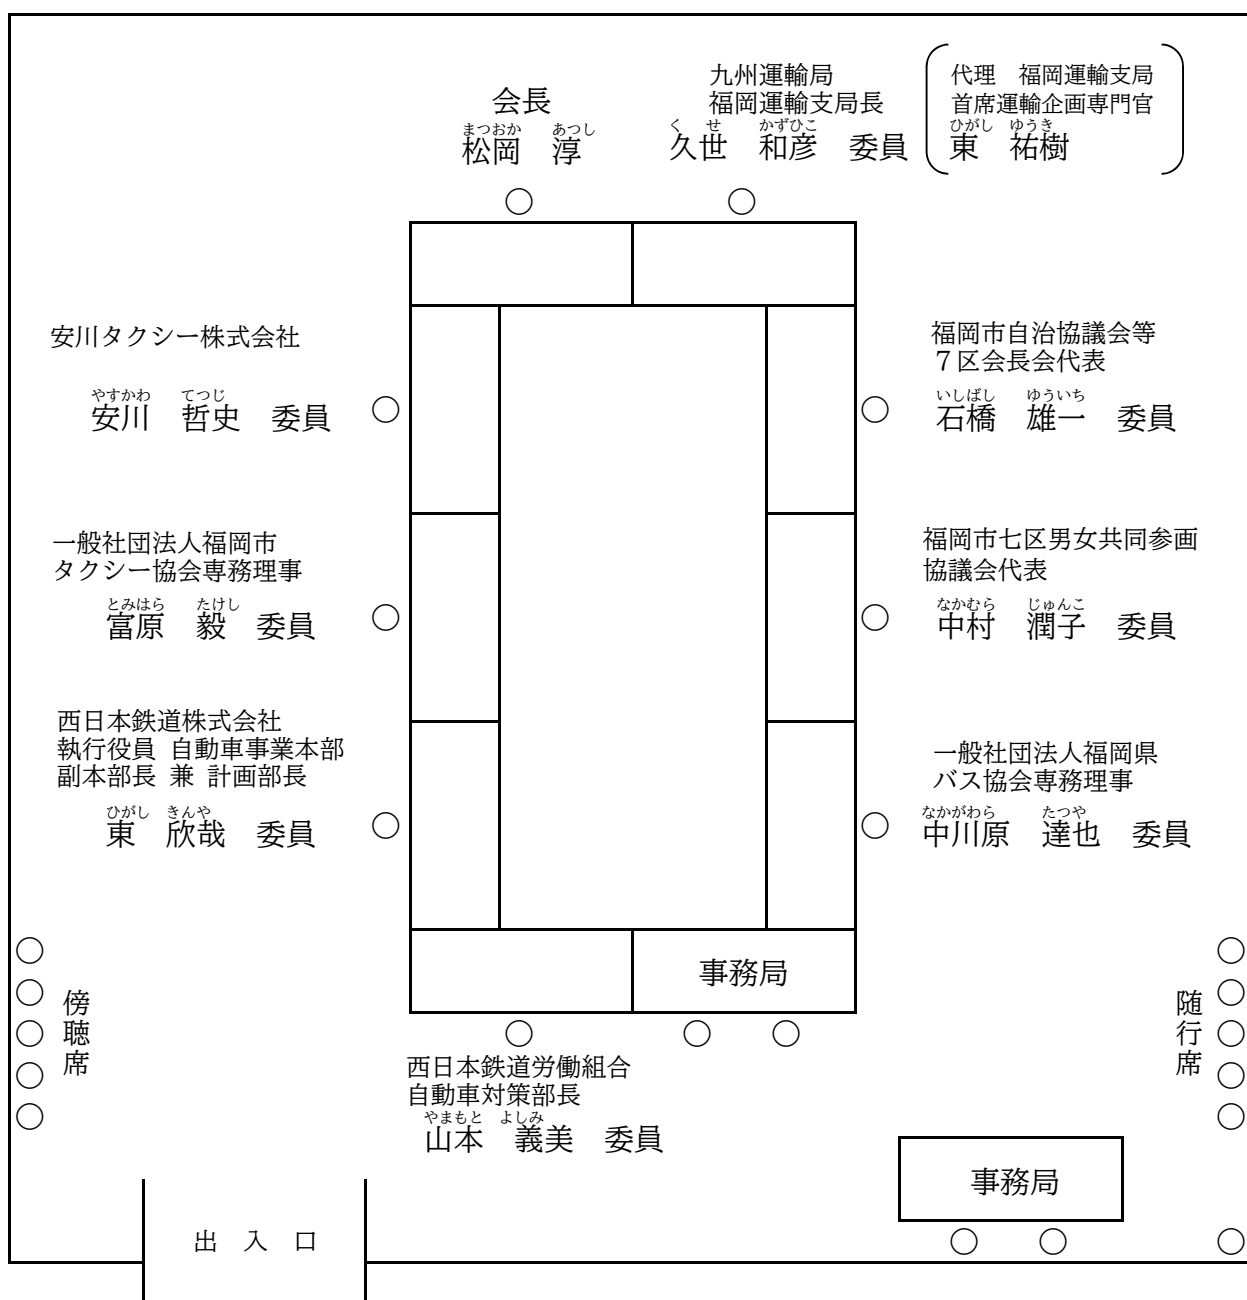 会長
まつおか あつし
松岡 淳
九州運輸局
福岡運輸支局長
くせ かずひこ
久世 和彦 委員
代理 福岡運輸支局
首席運輸企画専門官
ひがし ゆうき
東 祐樹
安川タクシー株式会社
やすかわ てつじ
安川 哲史 委員
福岡市自治協議会等
７区会長会代表
いしばし ゆういち
石橋 雄一 委員
一般社団法人福岡市
タクシー協会専務理事
とみはら たけし
富原 毅 委員
福岡市七区男女共同参画
協議会代表
なかむら じゅんこ
中村 潤子 委員
西日本鉄道株式会社
執行役員 自動車事業本部
副本部長 兼 計画部長
ひがし きんや
東 欣哉 委員
一般社団法人福岡県
バス協会専務理事
なかがわら たつや
中川原 達也 委員
事務局
傍聴席
随行席
西日本鉄道労働組合
自動車対策部長
やまもと よしみ
山本 義美 委員
事務局
出 入 口